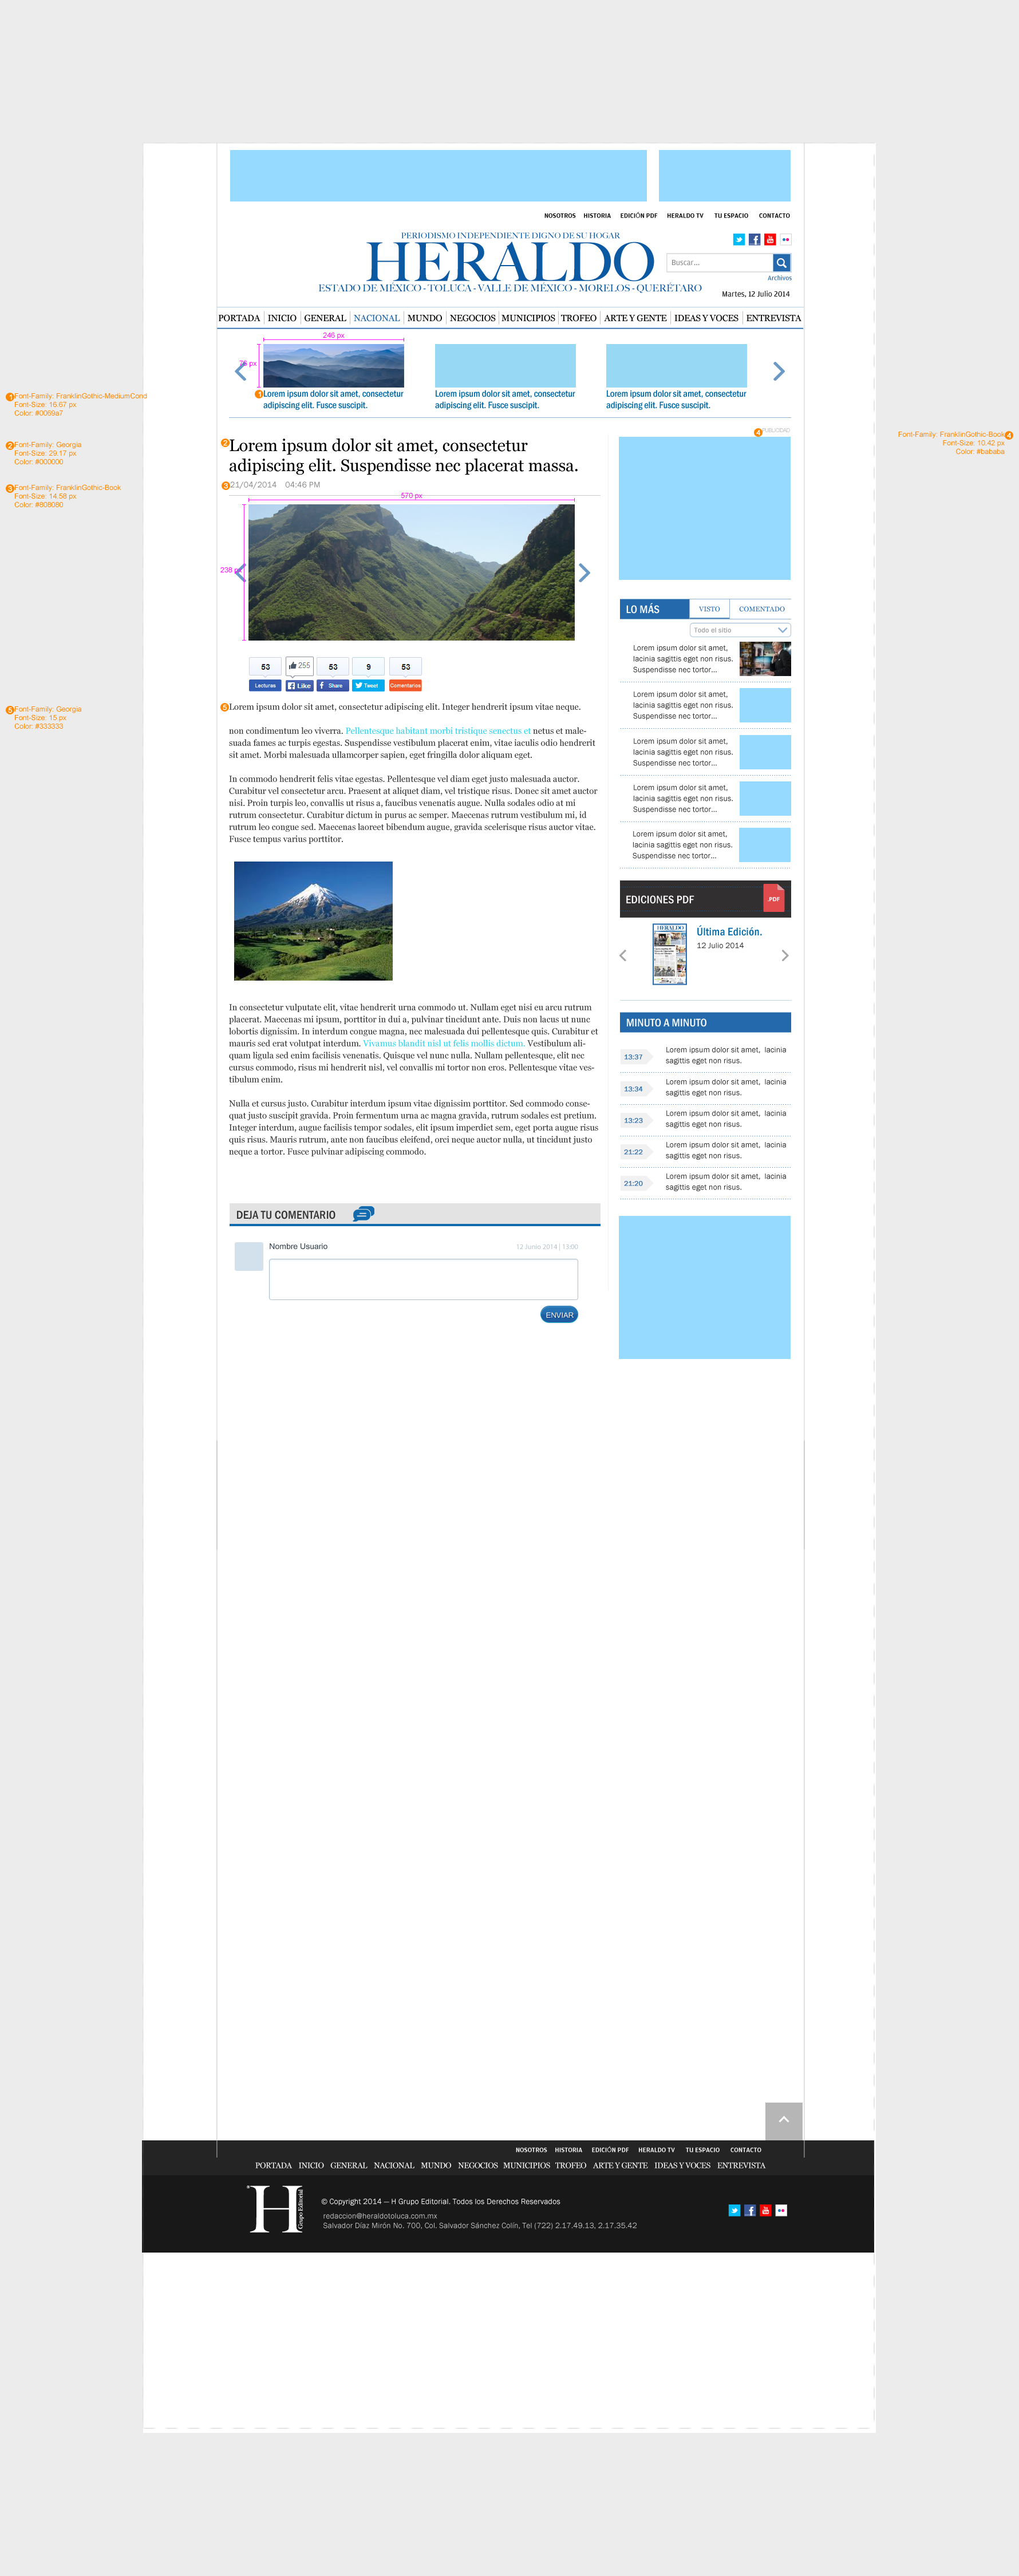 NOSOTROS HISTORIA EDICIÓN PDF HERALDO TV TU ESPACIO CONTACTO
PERIODISMO INDEPENDIENTE DIGNO DE SU HOGAR
HERALDO
ESTADO DE MÉXICO - TOLUCA - VALLE DE MÉXICO - MORELOS - QUERÉTARO
Buscar...
Archivos
Martes, 12 Julio 2014
PORTADA INICIO GENERAL NACIONAL MUNDO NEGOCIOS MUNICIPIOS TROFEO ARTE Y GENTE IDEAS Y VOCES ENTREVISTA
246 px
76 px
1 Lorem ipsum dolor sit amet, consectetur
adipiscing elit. Fusce suscipit.
Lorem ipsum dolor sit amet, consectetur
adipiscing elit. Fusce suscipit.
Lorem ipsum dolor sit amet, consectetur
adipiscing elit. Fusce suscipit.
1 Font-Family: FranklinGothic-MediumCond
Font-Size: 16.67 px
Color: #0069a7
2 Font-Family: Georgia
Font-Size: 29.17 px
Color: #000000
3 Font-Family: FranklinGothic-Book
Font-Size: 14.58 px
Color: #808080
5 Font-Family: Georgia
Font-Size: 15 px
Color: #333333
Font-Family: FranklinGothic-Book 4
Font-Size: 10.42 px
Color: #bababa
2 Lorem ipsum dolor sit amet, consectetur
adipiscing elit. Suspendisse nec placerat massa.
3 21/04/2014 04:46 PM
570 px
238 px
53 255 53 9 53
Lecturas Like Share Tweet Comentarios
5 Lorem ipsum dolor sit amet, consectetur adipiscing elit. Integer hendrerit ipsum vitae neque.
non condimentum leo viverra. Pellentesque habitant morbi tristique senectus et netus et male-
suada fames ac turpis egestas. Suspendisse vestibulum placerat enim, vitae iaculis odio hendrerit
sit amet. Morbi malesuada ullamcorper sapien, eget fringilla dolor aliquam eget.
In commodo hendrerit felis vitae egestas. Pellentesque vel diam eget justo malesuada auctor.
Curabitur vel consectetur arcu. Praesent at aliquet diam, vel tristique risus. Donec sit amet auctor
nisi. Proin turpis leo, convallis ut risus a, faucibus venenatis augue. Nulla sodales odio at mi
rutrum consectetur. Curabitur dictum in purus ac semper. Maecenas rutrum vestibulum mi, id
rutrum leo congue sed. Maecenas laoreet bibendum augue, gravida scelerisque risus auctor vitae.
Fusce tempus varius porttitor.
In consectetur vulputate elit, vitae hendrerit urna commodo ut. Nullam eget nisi eu arcu rutrum
placerat. Maecenas mi ipsum, porttitor in dui a, pulvinar tincidunt ante. Duis non lacus ut nunc
lobortis dignissim. In interdum congue magna, nec malesuada dui pellentesque quis. Curabitur et
mauris sed erat volutpat interdum. Vivamus blandit nisl ut felis mollis dictum. Vestibulum ali-
quam ligula sed enim facilisis venenatis. Quisque vel nunc nulla. Nullam pellentesque, elit nec
cursus commodo, risus mi hendrerit nisl, vel convallis mi tortor non eros. Pellentesque vitae ves-
tibulum enim.
Nulla et cursus justo. Curabitur interdum ipsum vitae dignissim porttitor. Sed commodo conse-
quat justo suscipit gravida. Proin fermentum urna ac magna gravida, rutrum sodales est pretium.
Integer interdum, augue facilisis tempor sodales, elit ipsum imperdiet sem, eget porta augue risus
quis risus. Mauris rutrum, ante non faucibus eleifend, orci neque auctor nulla, ut tincidunt justo
neque a tortor. Fusce pulvinar adipiscing commodo.
DEJA TU COMENTARIO
Nombre Usuario
12 Junio 2014 | 13:00
ENVIAR
4 PUBLICIDAD
LO MÁS VISTO COMENTADO
Todo el sitio
Lorem ipsum dolor sit amet,
lacinia sagittis eget non risus.
Suspendisse nec tortor...
Lorem ipsum dolor sit amet,
lacinia sagittis eget non risus.
Suspendisse nec tortor...
Lorem ipsum dolor sit amet,
lacinia sagittis eget non risus.
Suspendisse nec tortor...
Lorem ipsum dolor sit amet,
lacinia sagittis eget non risus.
Suspendisse nec tortor...
Lorem ipsum dolor sit amet,
lacinia sagittis eget non risus.
Suspendisse nec tortor...
EDICIONES PDF
.PDF
HERALDO
Última Edición.
12 Julio 2014
MINUTO A MINUTO
13:37 Lorem ipsum dolor sit amet, lacinia
sagittis eget non risus.
13:34 Lorem ipsum dolor sit amet, lacinia
sagittis eget non risus.
13:23 Lorem ipsum dolor sit amet, lacinia
sagittis eget non risus.
21:22 Lorem ipsum dolor sit amet, lacinia
sagittis eget non risus.
21:20 Lorem ipsum dolor sit amet, lacinia
sagittis eget non risus.
NOSOTROS HISTORIA EDICIÓN PDF HERALDO TV TU ESPACIO CONTACTO
PORTADA INICIO GENERAL NACIONAL MUNDO NEGOCIOS MUNICIPIOS TROFEO ARTE Y GENTE IDEAS Y VOCES ENTREVISTA
H Grupo Editorial
© Copyright 2014 — H Grupo Editorial. Todos los Derechos Reservados
redaccion@heraldotoluca.com.mx
Salvador Díaz Mirón No. 700, Col. Salvador Sánchez Colín, Tel (722) 2.17.49.13, 2.17.35.42